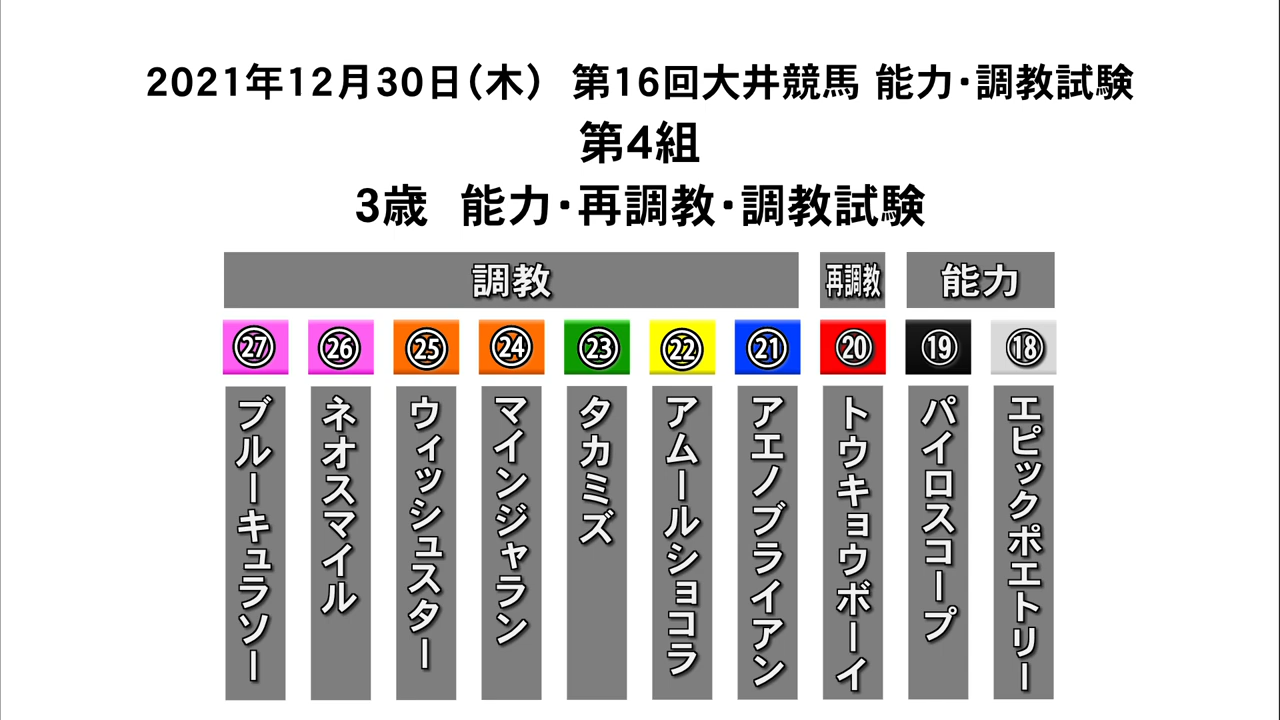 2021年12月30日(木) 第16回大井競馬 能力・調教試験
第4組
3歳 能力・再調教・調教試験
調教
再調教
能力
㉗
㉖
㉕
㉔
㉓
㉒
㉑
⑳
⑲
⑱
ブルーキュラソー
ネオスマイル
ウィッシュスター
マインジャラン
タカミズ
アムールショコラ
アエノブライアン
トウキョウボーイ
パイロスコープ
エピックポエトリー